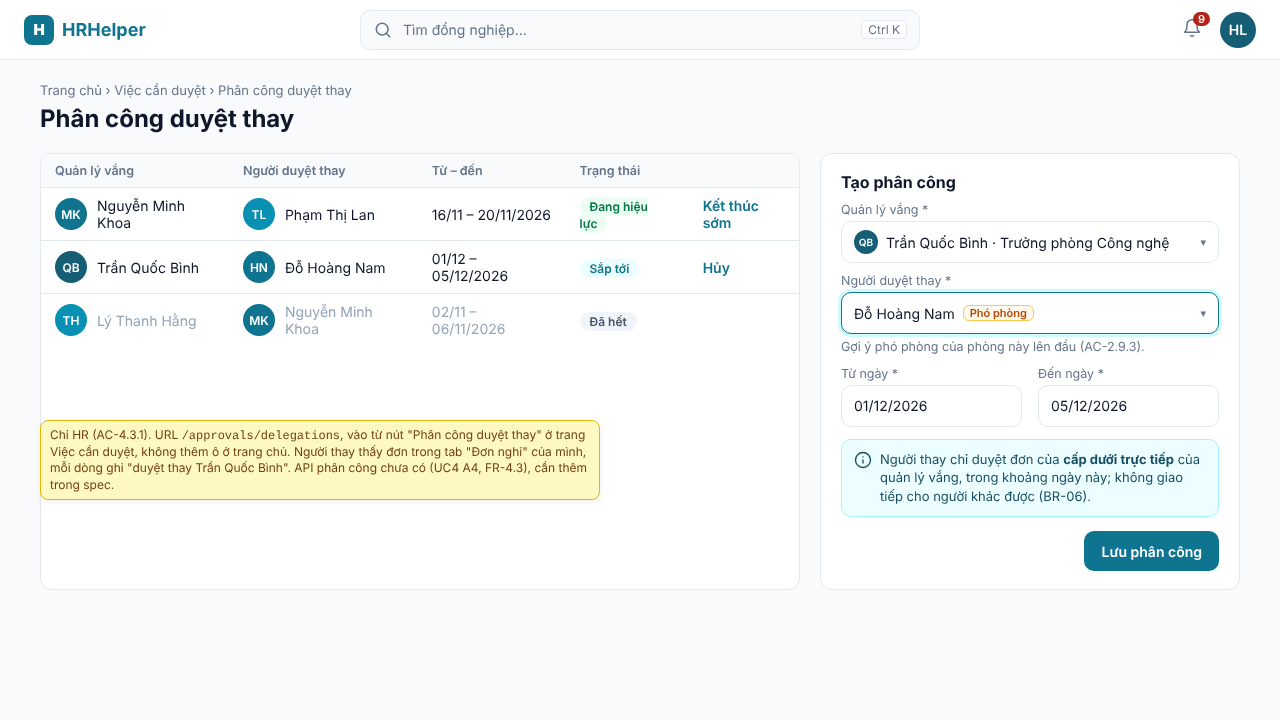 H HRHelper
Tìm đồng nghiệp...
Ctrl K
9
HL
Trang chủ › Việc cần duyệt › Phân công duyệt thay
Phân công duyệt thay
Quản lý vắng
Người duyệt thay
Từ – đến
Trạng thái
MK
Nguyễn Minh
Khoa
TL
Phạm Thị Lan
16/11 – 20/11/2026
Đang hiệu
lực
Kết thúc
sớm
QB
Trần Quốc Bình
HN
Đỗ Hoàng Nam
01/12 –
05/12/2026
Sắp tới
Hủy
TH
Lý Thanh Hằng
MK
Nguyễn Minh
Khoa
02/11 –
06/11/2026
Đã hết
Chỉ HR (AC-4.3.1). URL /approvals/delegations, vào từ nút "Phân công duyệt thay" ở trang
Việc cần duyệt, không thêm ô ở trang chủ. Người thay thấy đơn trong tab "Đơn nghỉ" của mình,
mỗi dòng ghi "duyệt thay Trần Quốc Bình". API phân công chưa có (UC4 A4, FR-4.3), cần thêm
trong spec.
Tạo phân công
Quản lý vắng *
QB Trần Quốc Bình · Trưởng phòng Công nghệ ▾
Người duyệt thay *
Đỗ Hoàng Nam Phó phòng ▾
Gợi ý phó phòng của phòng này lên đầu (AC-2.9.3).
Từ ngày *
Đến ngày *
01/12/2026
05/12/2026
Người thay chỉ duyệt đơn của cấp dưới trực tiếp của
quản lý vắng, trong khoảng ngày này; không giao
tiếp cho người khác được (BR-06).
Lưu phân công